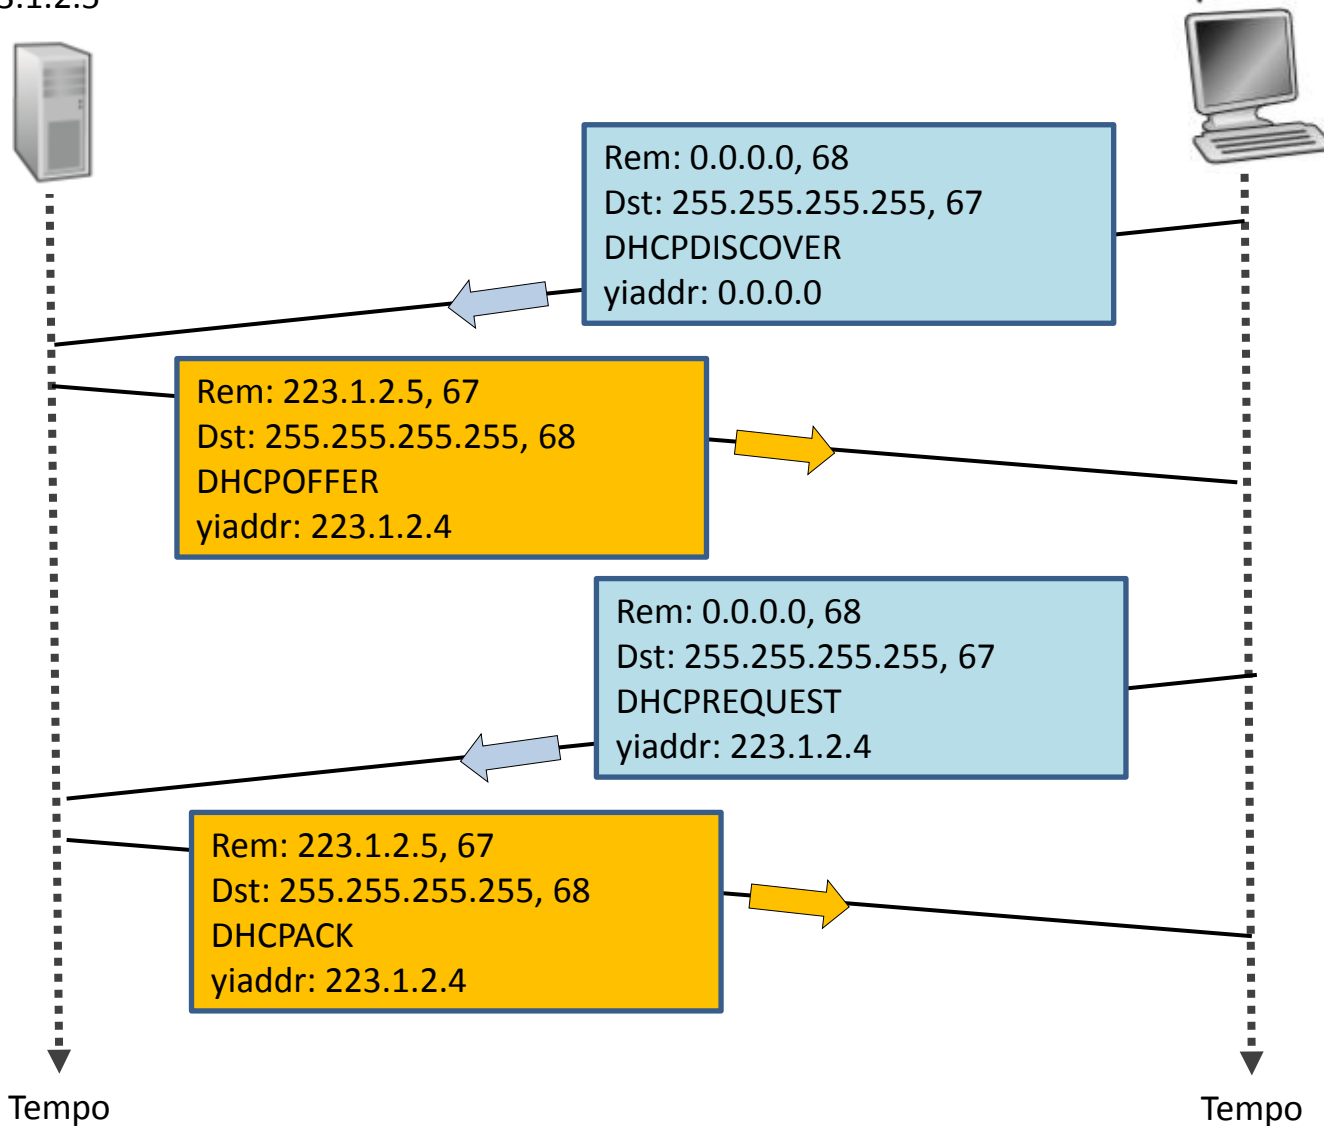 Rem: 0.0.0.0, 68
Dst: 255.255.255.255, 67
DHCPDISCOVER
yiaddr: 0.0.0.0
Rem: 223.1.2.5, 67
Dst: 255.255.255.255, 68
DHCPOFFER
yiaddr: 223.1.2.4
Rem: 0.0.0.0, 68
Dst: 255.255.255.255, 67
DHCPREQUEST
yiaddr: 223.1.2.4
Rem: 223.1.2.5, 67
Dst: 255.255.255.255, 68
DHCPACK
yiaddr: 223.1.2.4
Tempo
Tempo